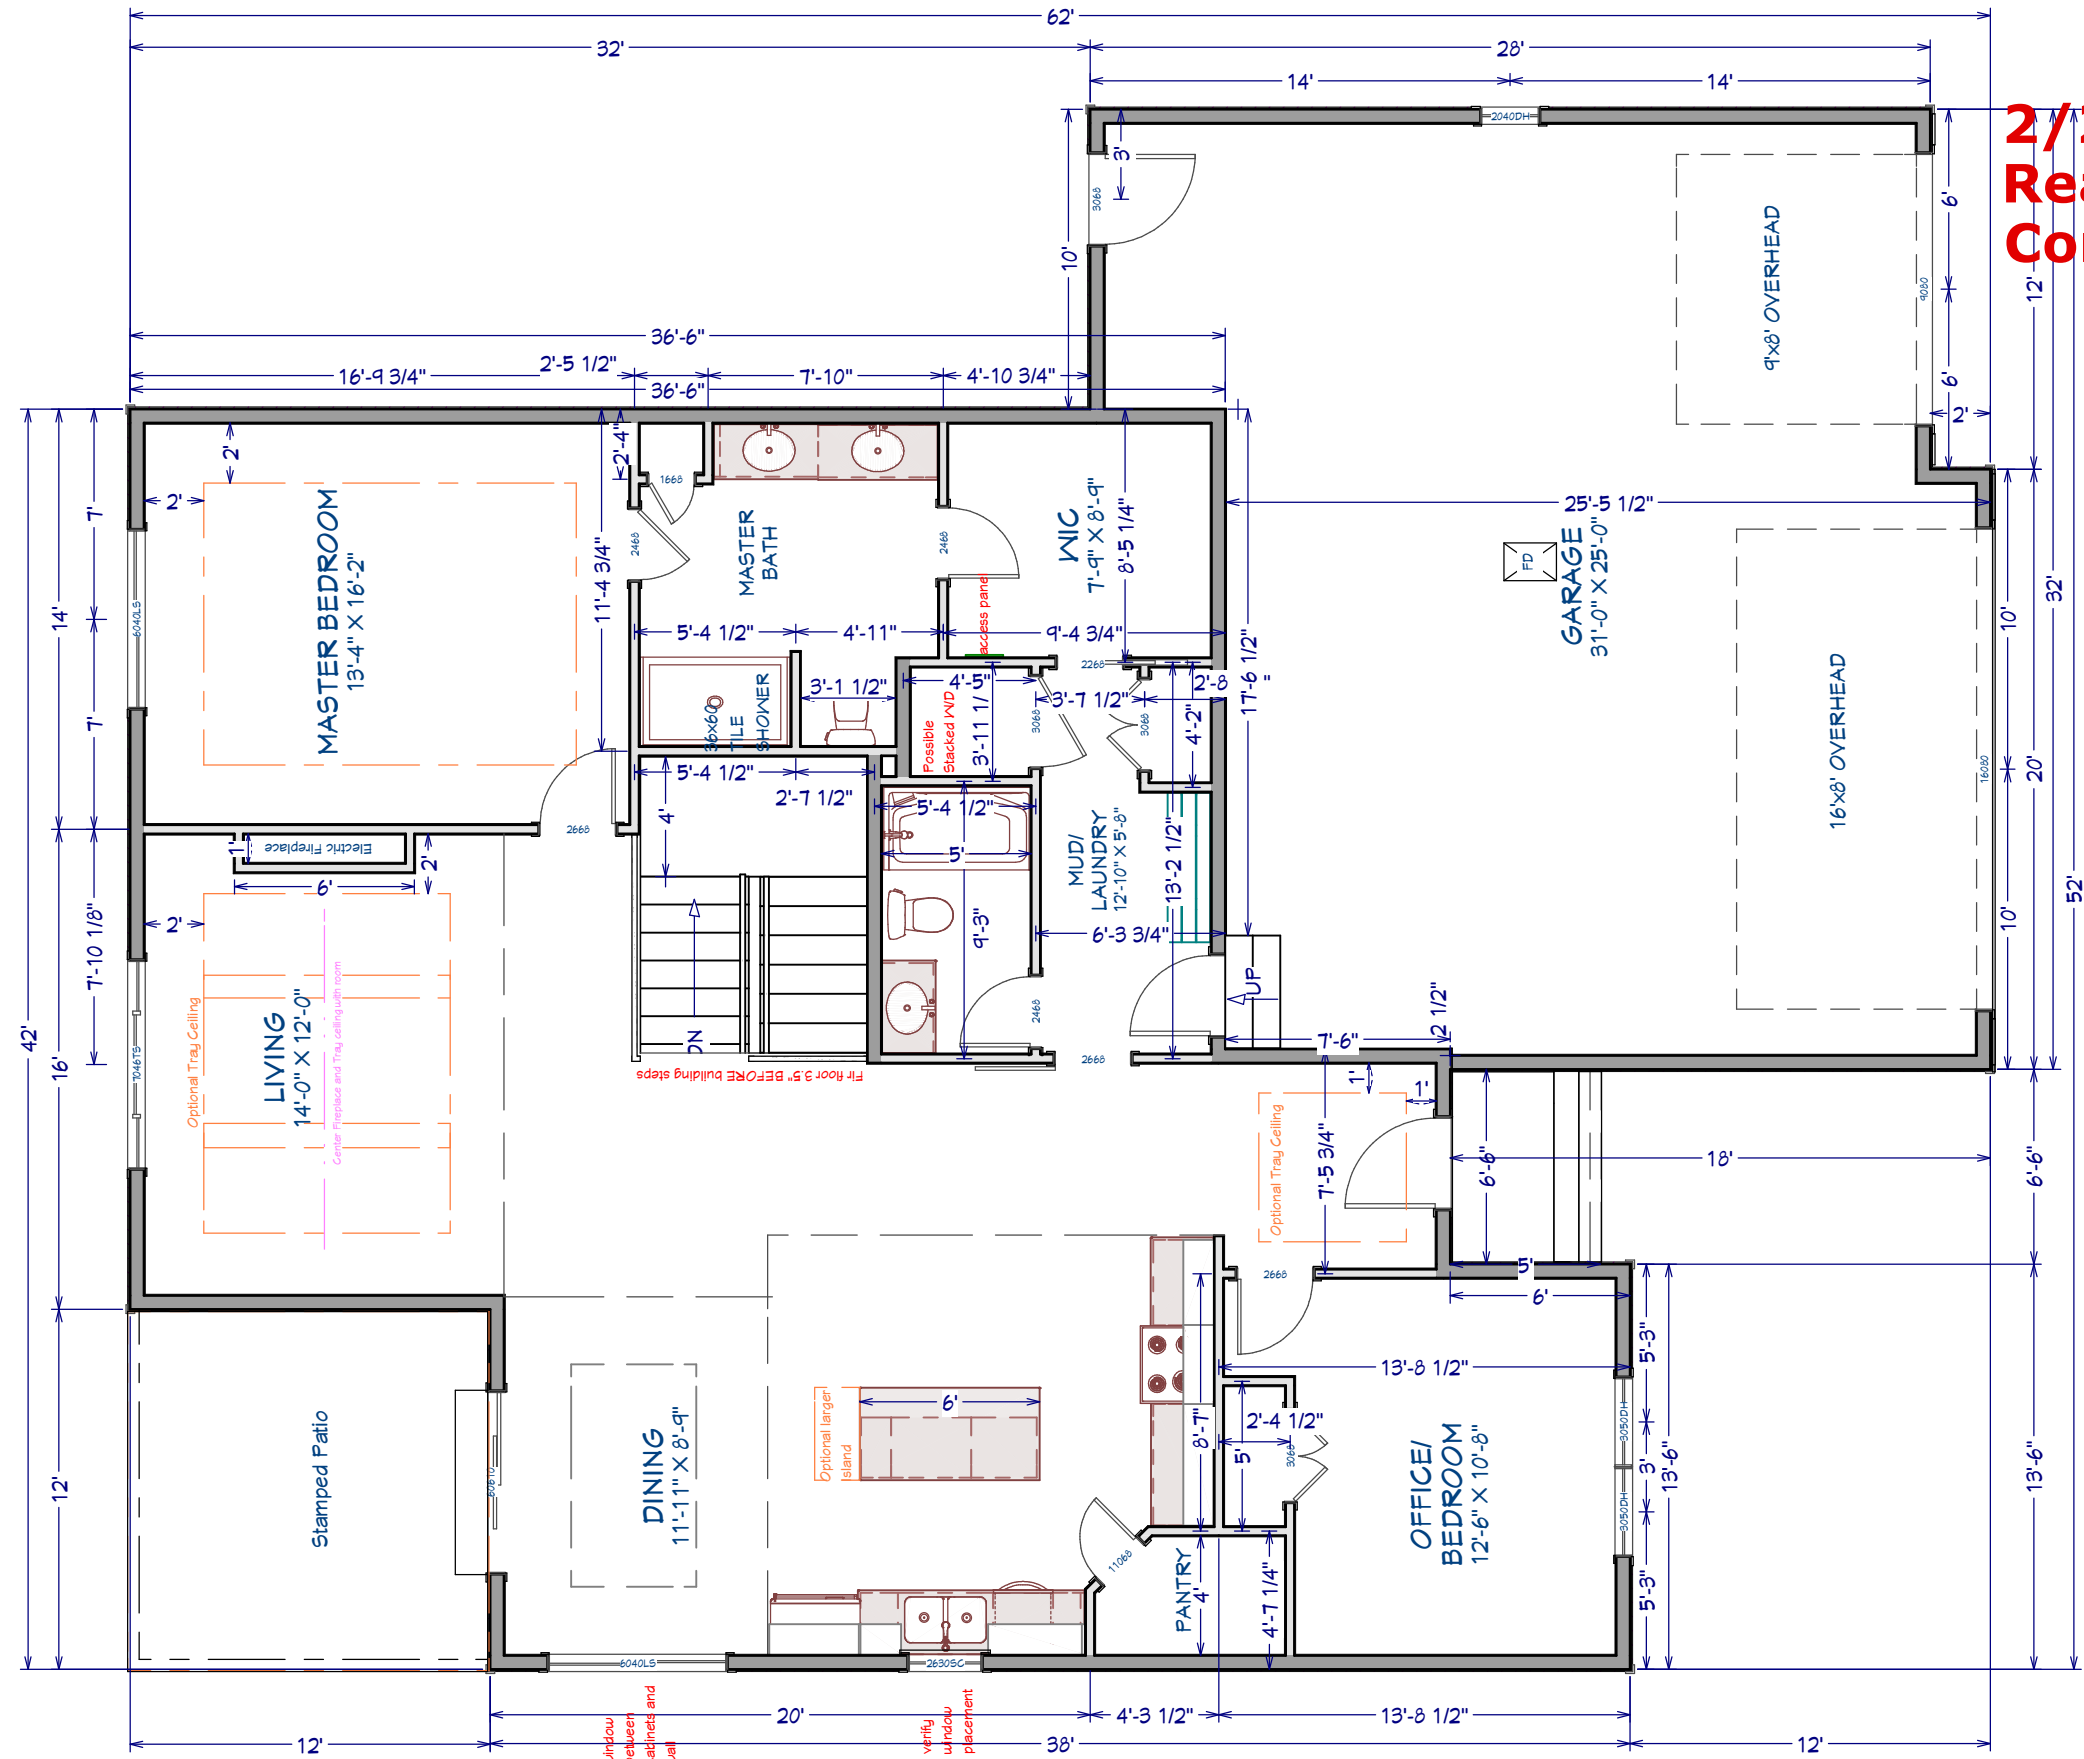 62'
32'
28'
14'
14'
2040DH
3'
3068
10'
9'x8' OVERHEAD
9080
6'
6'
12'
2'
36'-6"
16'-9 3/4"
2'-5 1/2"
7'-10"
4'-10 3/4"
36'-6"
2'-4"
1668
2'
2'
MASTER BEDROOM
13'-4" X 16'-2"
11'-4 3/4"
2468
MASTER
BATH
2468
WIC
7'-9" X 8'-9"
8'-5 1/4"
access panel
25'-5 1/2"
FD
GARAGE
31'-0" X 25'-0"
7'
14'
6040LS
7'
5'-4 1/2"
4'-11"
9'-4 3/4"
2268
17'-6 1/2"
16'x8' OVERHEAD
16080
10'
20'
32'
52'
10'
36x60
TILE
SHOWER
3'-1 1/2"
4'-5"
Possible
Stacked W/D
3'-11 1/
3068
3'-7 1/2"
3068
2'-8
"
4'-2"
5'-4 1/2"
2'-7 1/2"
4'
5'-4 1/2"
5'
9'-3"
MUD/
LAUNDRY
12'-10" X 5'-8"
13'-2 1/2"
6'-3 3/4"
2468
2668
2668
Electric Fireplace
1'
2'
6'
2'
7'-10 1/8"
42'
16'
7046TS
Optional Tray Ceiling
LIVING
14'-0" X 12'-0"
Center Fireplace and Tray ceiling with room
DN
Fir floor 3.5" BEFORE building steps
UP
7'-6"
2 1/2"
1'
1'
Optional Tray Ceiling
7'-5 3/4"
6'-6"
18'
6'-6"
2668
5'
6'
12'
Stamped Patio
DINING
11'-11" X 8'-9"
Optional larger
Island
6'
8'-7"
13'-8 1/2"
2'-4 1/2"
5'
3068
OFFICE/
BEDROOM
12'-6" X 10'-8"
5'-3"
3050DH
3'
3050DH
13'-6"
5'-3"
13'-6"
11068
PANTRY
4'
4'-7 1/4"
6040LS
2630SC
verify
window
placement
20'
4'-3 1/2"
13'-8 1/2"
12'
38'
12'